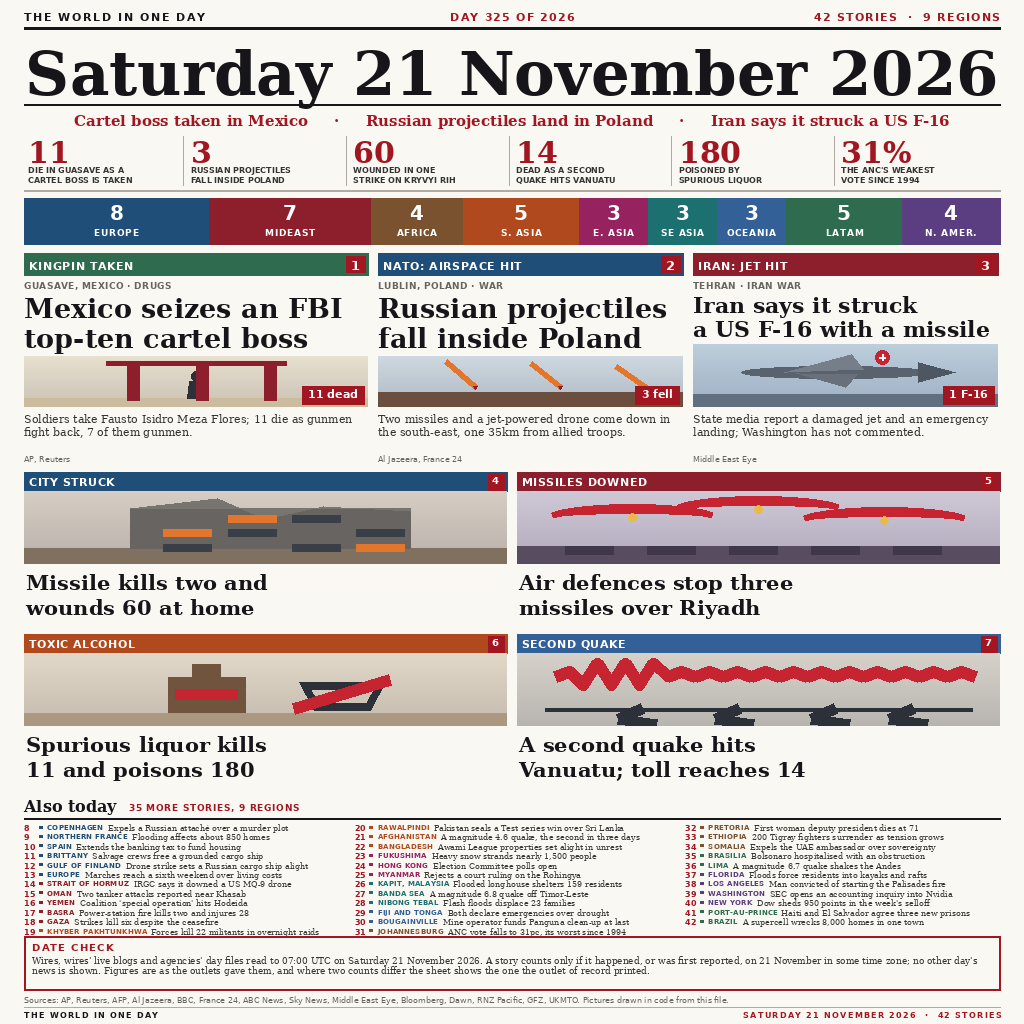 THE WORLD IN ONE DAY
DAY 325 OF 2026
42 STORIES · 9 REGIONS
Saturday 21 November 2026
Cartel boss taken in Mexico · Russian projectiles land in Poland · Iran says it struck a US F-16
11
DIE IN GUASAVE AS A
CARTEL BOSS IS TAKEN
3
RUSSIAN PROJECTILES
FALL INSIDE POLAND
60
WOUNDED IN ONE
STRIKE ON KRYVYI RIH
14
DEAD AS A SECOND
QUAKE HITS VANUATU
180
POISONED BY
SPURIOUS LIQUOR
31%
THE ANC'S WEAKEST
VOTE SINCE 1994
8
EUROPE
7
MIDEAST
4
AFRICA
5
S. ASIA
3
E. ASIA
3
SE ASIA
3
OCEANIA
5
LATAM
4
N. AMER.
KINGPIN TAKEN 1
GUASAVE, MEXICO · DRUGS
Mexico seizes an FBI
top-ten cartel boss
11 dead
Soldiers take Fausto Isidro Meza Flores; 11 die as gunmen
fight back, 7 of them gunmen.
AP, Reuters
NATO: AIRSPACE HIT 2
LUBLIN, POLAND · WAR
Russian projectiles
fall inside Poland
3 fell
Two missiles and a jet-powered drone come down in
the south-east, one 35km from allied troops.
Al Jazeera, France 24
IRAN: JET HIT 3
TEHRAN · IRAN WAR
Iran says it struck
a US F-16 with a missile
1 F-16
State media report a damaged jet and an emergency
landing; Washington has not commented.
Middle East Eye
CITY STRUCK 4
Missile kills two and
wounds 60 at home
MISSILES DOWNED 5
Air defences stop three
missiles over Riyadh
TOXIC ALCOHOL 6
Spurious liquor kills
11 and poisons 180
SECOND QUAKE 7
A second quake hits
Vanuatu; toll reaches 14
Also today 35 MORE STORIES, 9 REGIONS
8 COPENHAGEN Expels a Russian attaché over a murder plot
9 NORTHERN FRANCE Flooding affects about 850 homes
10 SPAIN Extends the banking tax to fund housing
11 BRITTANY Salvage crews free a grounded cargo ship
12 GULF OF FINLAND Drone strike sets a Russian cargo ship alight
13 EUROPE Marches reach a sixth weekend over living costs
14 STRAIT OF HORMUZ IRGC says it downed a US MQ-9 drone
15 OMAN Two tanker attacks reported near Khasab
16 YEMEN Coalition 'special operation' hits Hodeida
17 BASRA Power-station fire kills two and injures 28
18 GAZA Strikes kill six despite the ceasefire
19 KHYBER PAKHTUNKHWA Forces kill 22 militants in overnight raids
20 RAWALPINDI Pakistan seals a Test series win over Sri Lanka
21 AFGHANISTAN A magnitude 4.6 quake, the second in three days
22 BANGLADESH Awami League properties set alight in unrest
23 FUKUSHIMA Heavy snow strands nearly 1,500 people
24 HONG KONG Election Committee polls open
25 MYANMAR Rejects a court ruling on the Rohingya
26 KAPIT, MALAYSIA Flooded longhouse shelters 159 residents
27 BANDA SEA A magnitude 6.8 quake off Timor-Leste
28 NIBONG TEBAL Flash floods displace 23 families
29 FIJI AND TONGA Both declare emergencies over drought
30 BOUGAINVILLE Mine operator funds Panguna clean-up at last
31 JOHANNESBURG ANC vote falls to 31pc, its worst since 1994
32 PRETORIA First woman deputy president dies at 71
33 ETHIOPIA 200 Tigray fighters surrender as tension grows
34 SOMALIA Expels the UAE ambassador over sovereignty
35 BRASILIA Bolsonaro hospitalised with an obstruction
36 LIMA A magnitude 6.7 quake shakes the Andes
37 FLORIDA Floods force residents into kayaks and rafts
38 LOS ANGELES Man convicted of starting the Palisades fire
39 WASHINGTON SEC opens an accounting inquiry into Nvidia
40 NEW YORK Dow sheds 950 points in the week's selloff
41 PORT-AU-PRINCE Haiti and El Salvador agree three new prisons
42 BRAZIL A supercell wrecks 8,000 homes in one town
DATE CHECK
Wires, wires' live blogs and agencies' day files read to 07:00 UTC on Saturday 21 November 2026. A story counts only if it happened, or was first reported, on 21 November in some time zone; no other day's
news is shown. Figures are as the outlets gave them, and where two counts differ the sheet shows the one the outlet of record printed.
Sources: AP, Reuters, AFP, Al Jazeera, BBC, France 24, ABC News, Sky News, Middle East Eye, Bloomberg, Dawn, RNZ Pacific, GFZ, UKMTO. Pictures drawn in code from this file.
THE WORLD IN ONE DAY
SATURDAY 21 NOVEMBER 2026 · 42 STORIES